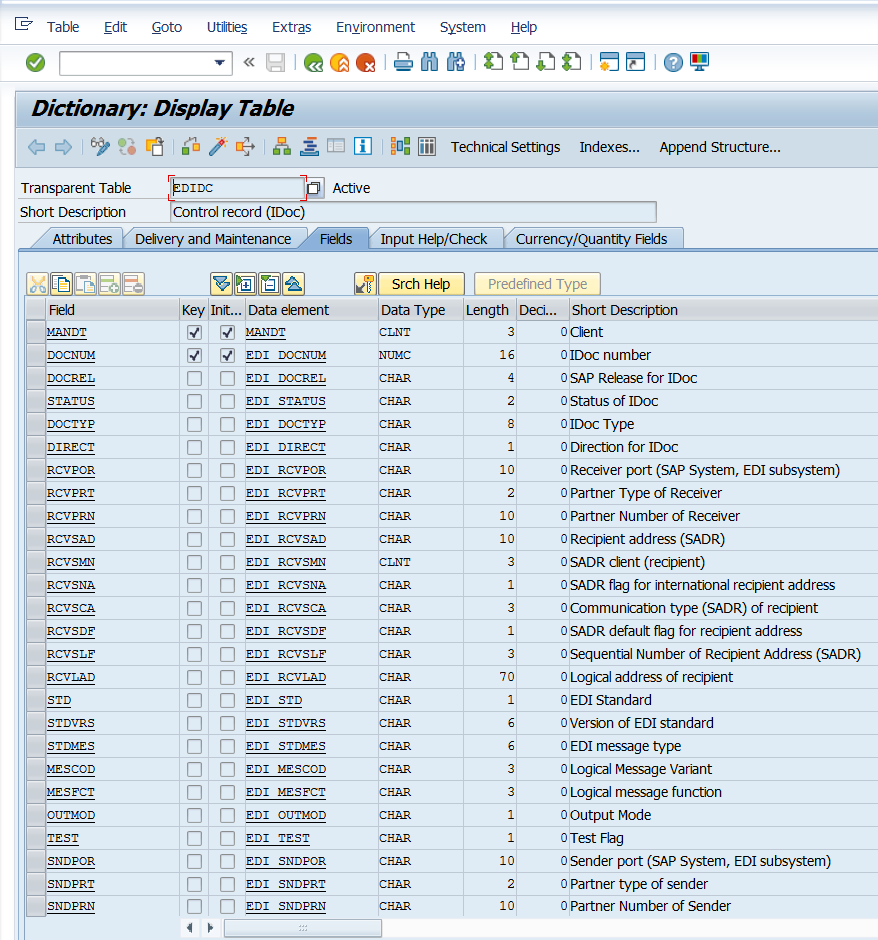 Table Edit Goto Utilities Extras Environment System Help
Dictionary: Display Table
Technical Settings Indexes... Append Structure...
Transparent Table EDIDC Active
Short Description Control record (IDoc)
Attributes Delivery and Maintenance Fields Input Help/Check Currency/Quantity Fields
Srch Help Predefined Type
Field Key Init... Data element Data Type Length Deci... Short Description
MANDT MANDT CLNT 3 0 Client
DOCNUM EDI_DOCNUM NUMC 16 0 IDoc number
DOCREL EDI_DOCREL CHAR 4 0 SAP Release for IDoc
STATUS EDI_STATUS CHAR 2 0 Status of IDoc
DOCTYP EDI_DOCTYP CHAR 8 0 IDoc Type
DIRECT EDI_DIRECT CHAR 1 0 Direction for IDoc
RCVPOR EDI_RCVPOR CHAR 10 0 Receiver port (SAP System, EDI subsystem)
RCVPRT EDI_RCVPRT CHAR 2 0 Partner Type of Receiver
RCVPRN EDI_RCVPRN CHAR 10 0 Partner Number of Receiver
RCVSAD EDI_RCVSAD CHAR 10 0 Recipient address (SADR)
RCVSMN EDI_RCVSMN CLNT 3 0 SADR client (recipient)
RCVSNA EDI_RCVSNA CHAR 1 0 SADR flag for international recipient address
RCVSCA EDI_RCVSCA CHAR 3 0 Communication type (SADR) of recipient
RCVSDF EDI_RCVSDF CHAR 1 0 SADR default flag for recipient address
RCVSLF EDI_RCVSLF CHAR 3 0 Sequential Number of Recipient Address (SADR)
RCVLAD EDI_RCVLAD CHAR 70 0 Logical address of recipient
STD EDI_STD CHAR 1 0 EDI Standard
STDVRS EDI_STDVRS CHAR 6 0 Version of EDI standard
STDMES EDI_STDMES CHAR 6 0 EDI message type
MESCOD EDI_MESCOD CHAR 3 0 Logical Message Variant
MESFCT EDI_MESFCT CHAR 3 0 Logical message function
OUTMOD EDI_OUTMOD CHAR 1 0 Output Mode
TEST EDI_TEST CHAR 1 0 Test Flag
SNDPOR EDI_SNDPOR CHAR 10 0 Sender port (SAP System, EDI subsystem)
SNDPRT EDI_SNDPRT CHAR 2 0 Partner type of sender
SNDPRN EDI_SNDPRN CHAR 10 0 Partner Number of Sender